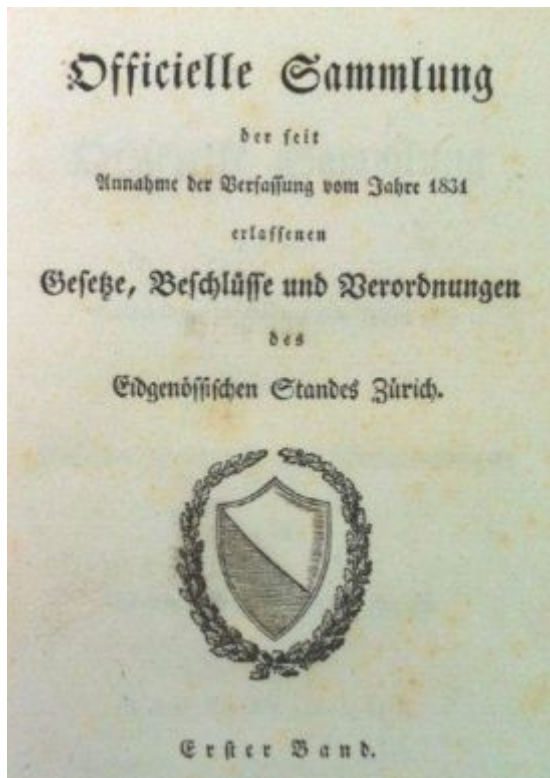 Officielle Sammlung
der seit
Annahme der Verfassung vom Jahre 1831
erlassenen
Gesetze, Beschlüsse und Verordnungen
des
Eidgenössischen Standes Zürich.
Erster Band.